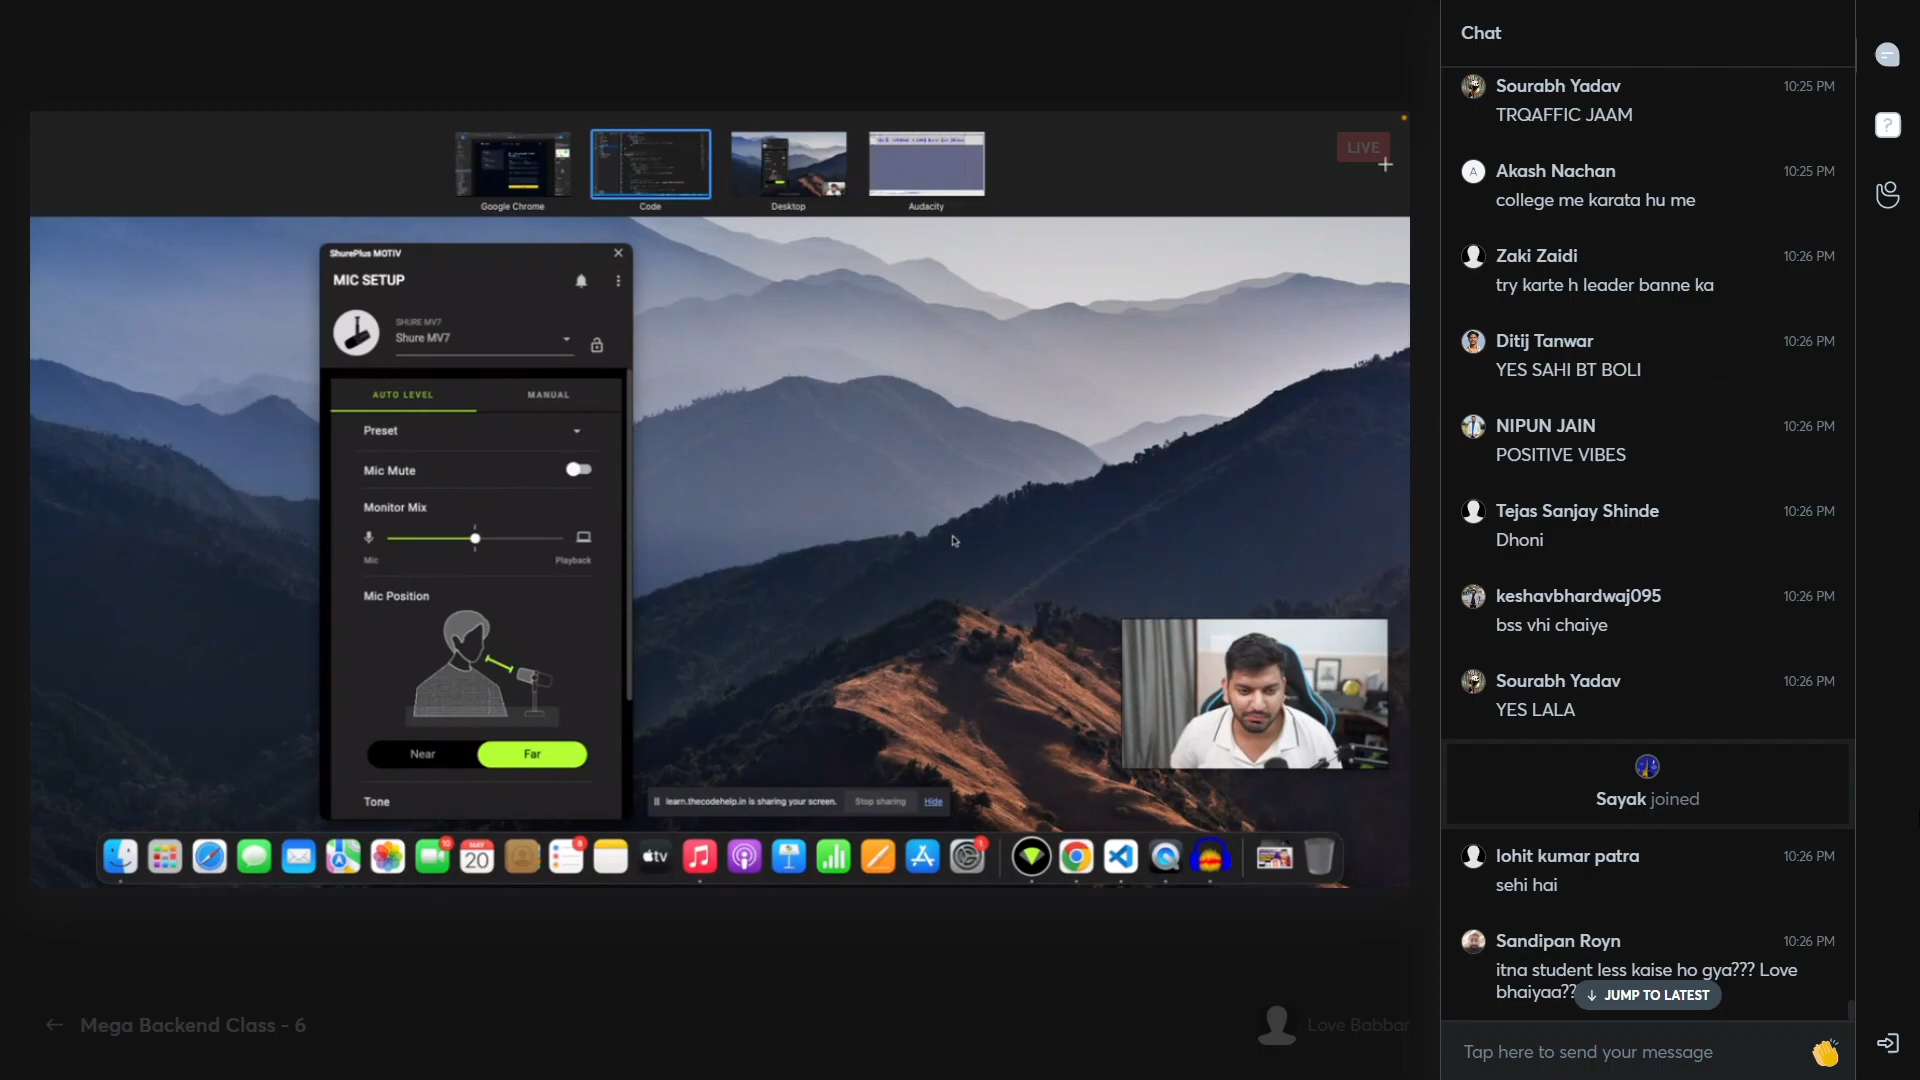 Google Chrome
Code
Desktop
Audacity
LIVE
ShurePlus MOTIV
MIC SETUP
SHURE MV7
Shure MV7
AUTO LEVEL
MANUAL
Preset
Mic Mute
Monitor Mix
Mic
Playback
Mic Position
Near
Far
Tone
learn.thecodehelp.in is sharing your screen.
Stop sharing
Hide
10
MAY
20
8
tv
1
Mega Backend Class - 6
Love Babbar
Chat
Sourabh Yadav
10:25 PM
TRQAFFIC JAAM
A
Akash Nachan
10:25 PM
college me karata hu me
Zaki Zaidi
10:26 PM
try karte h leader banne ka
Ditij Tanwar
10:26 PM
YES SAHI BT BOLI
NIPUN JAIN
10:26 PM
POSITIVE VIBES
Tejas Sanjay Shinde
10:26 PM
Dhoni
keshavbhardwaj095
10:26 PM
bss vhi chaiye
Sourabh Yadav
10:26 PM
YES LALA
Sayak joined
lohit kumar patra
10:26 PM
sehi hai
Sandipan Royn
10:26 PM
itna student less kaise ho gya??? Love
bhaiyaa??
JUMP TO LATEST
Tap here to send your message
?